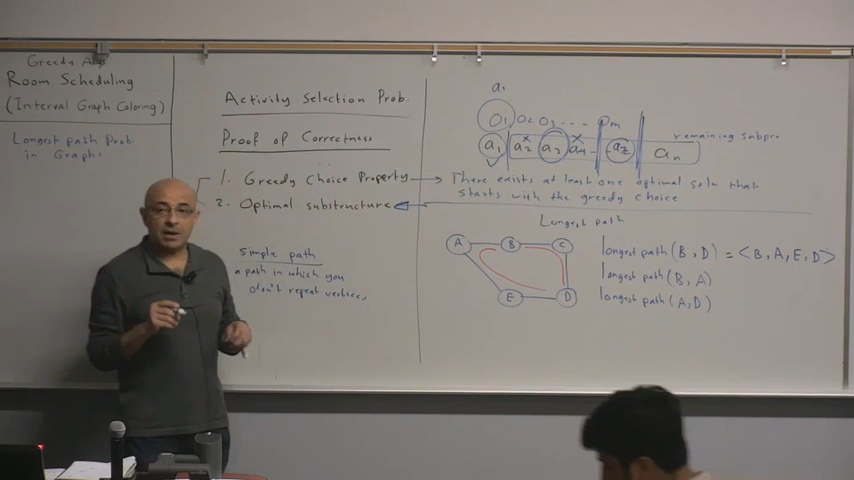 Greedy Algs
Room Scheduling
(Interval Graph Coloring)
Longest path Prob.
in Graphs
Activity Selection Prob.
Proof of Correctness
1. Greedy Choice Property
2. Optimal substructure
simple path
a path in which you
don't repeat vertices,
a1
O1 O2 O3 ... Om
a1 a2 a3 a4 - az an
remaining subpro
There exists at least one optimal soln that
starts with the greedy choice
Longest path
A B C
E D
longest path (B, D) = <B, A, E, D>
longest path (B, A)
longest path (A, D)